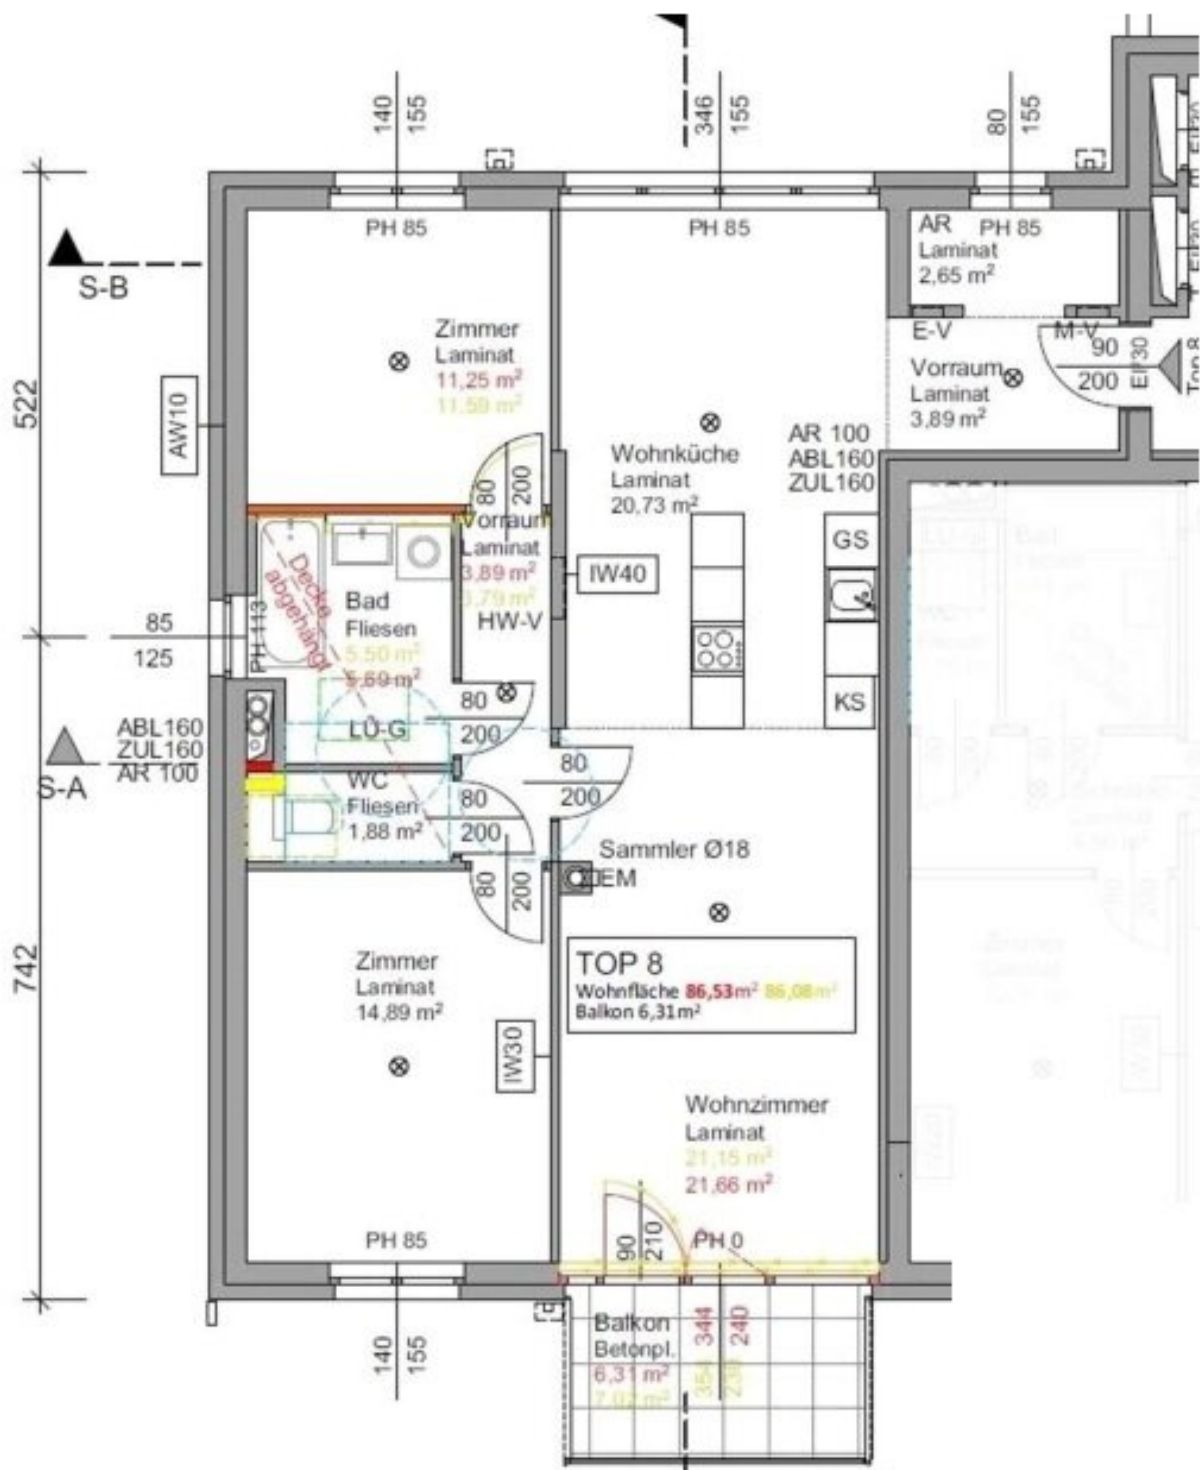 140
155
346
155
80
155
S-B
PH 85
PH 85
AR
PH 85
Laminat
2,65 m²
E-V
M-V
90
200
EI²30
Top 8
Zimmer
Laminat
11,25 m²
11,59 m²
Vorraum
Laminat
3,89 m²
522
AW10
80
200
Wohnküche
Laminat
20,73 m²
AR 100
ABL160
ZUL160
Vorraum
Laminat
3,89 m²
3,79 m²
HW-V
IW40
GS
KS
Decke
abgehängt
Bad
Fliesen
5.50 m²
5,69 m²
PH 113
85
125
LÜ-G
80
200
ABL160
ZUL160
AR 100
S-A
WC
Fliesen
1,88 m²
80
200
80
200
80
200
Sammler Ø18
EM
742
Zimmer
Laminat
14,89 m²
IW30
TOP 8
Wohnfläche 86,53m² 86,08m²
Balkon 6,31m²
Wohnzimmer
Laminat
21,15 m²
21,66 m²
PH 85
90
210
PH 0
Balkon
Betonpl.
6,31 m²
7,02 m²
344
240
140
155